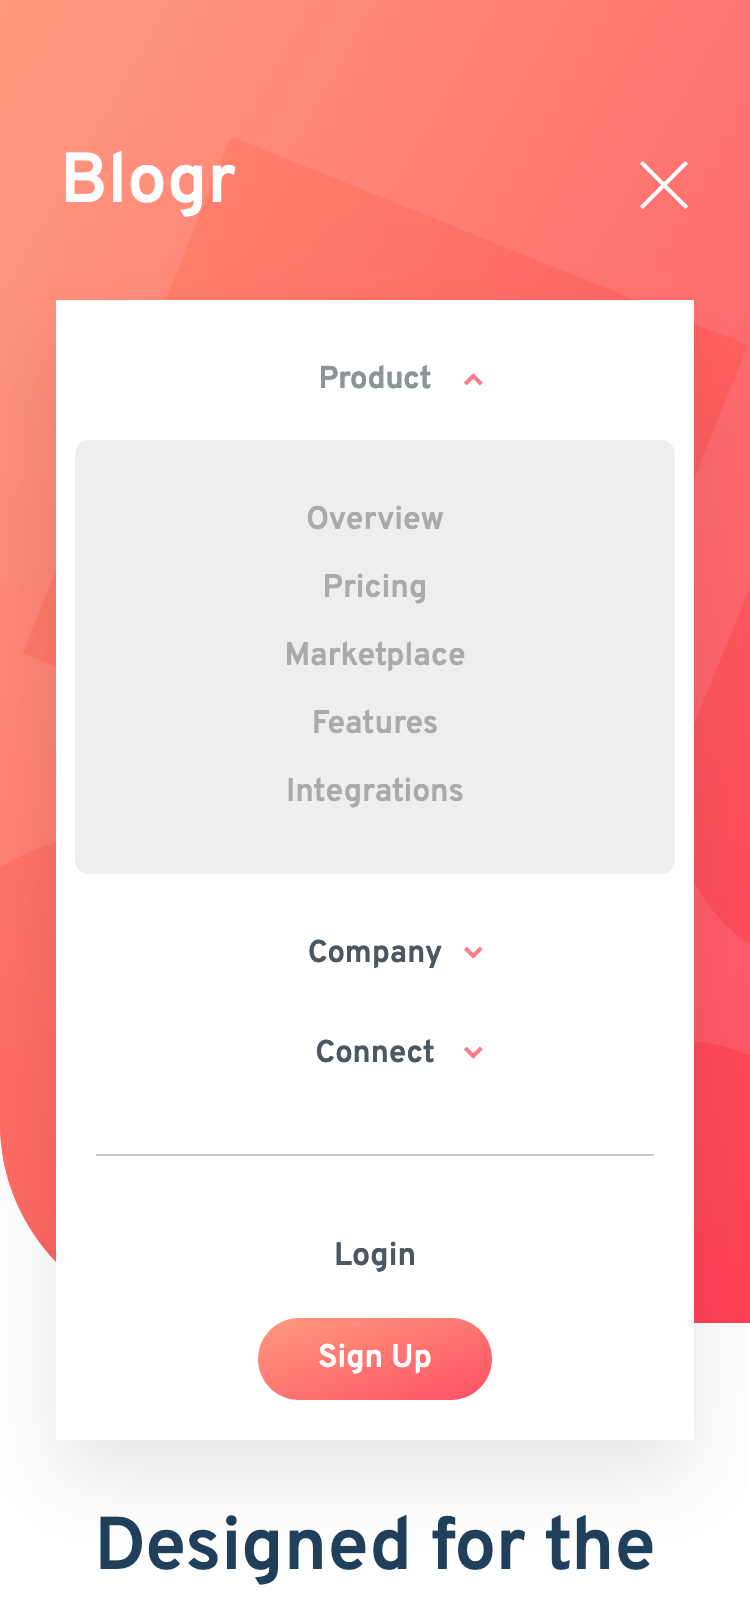 Blogr
Product
Overview
Pricing
Marketplace
Features
Integrations
Company
Connect
Login
Sign Up
Designed for the